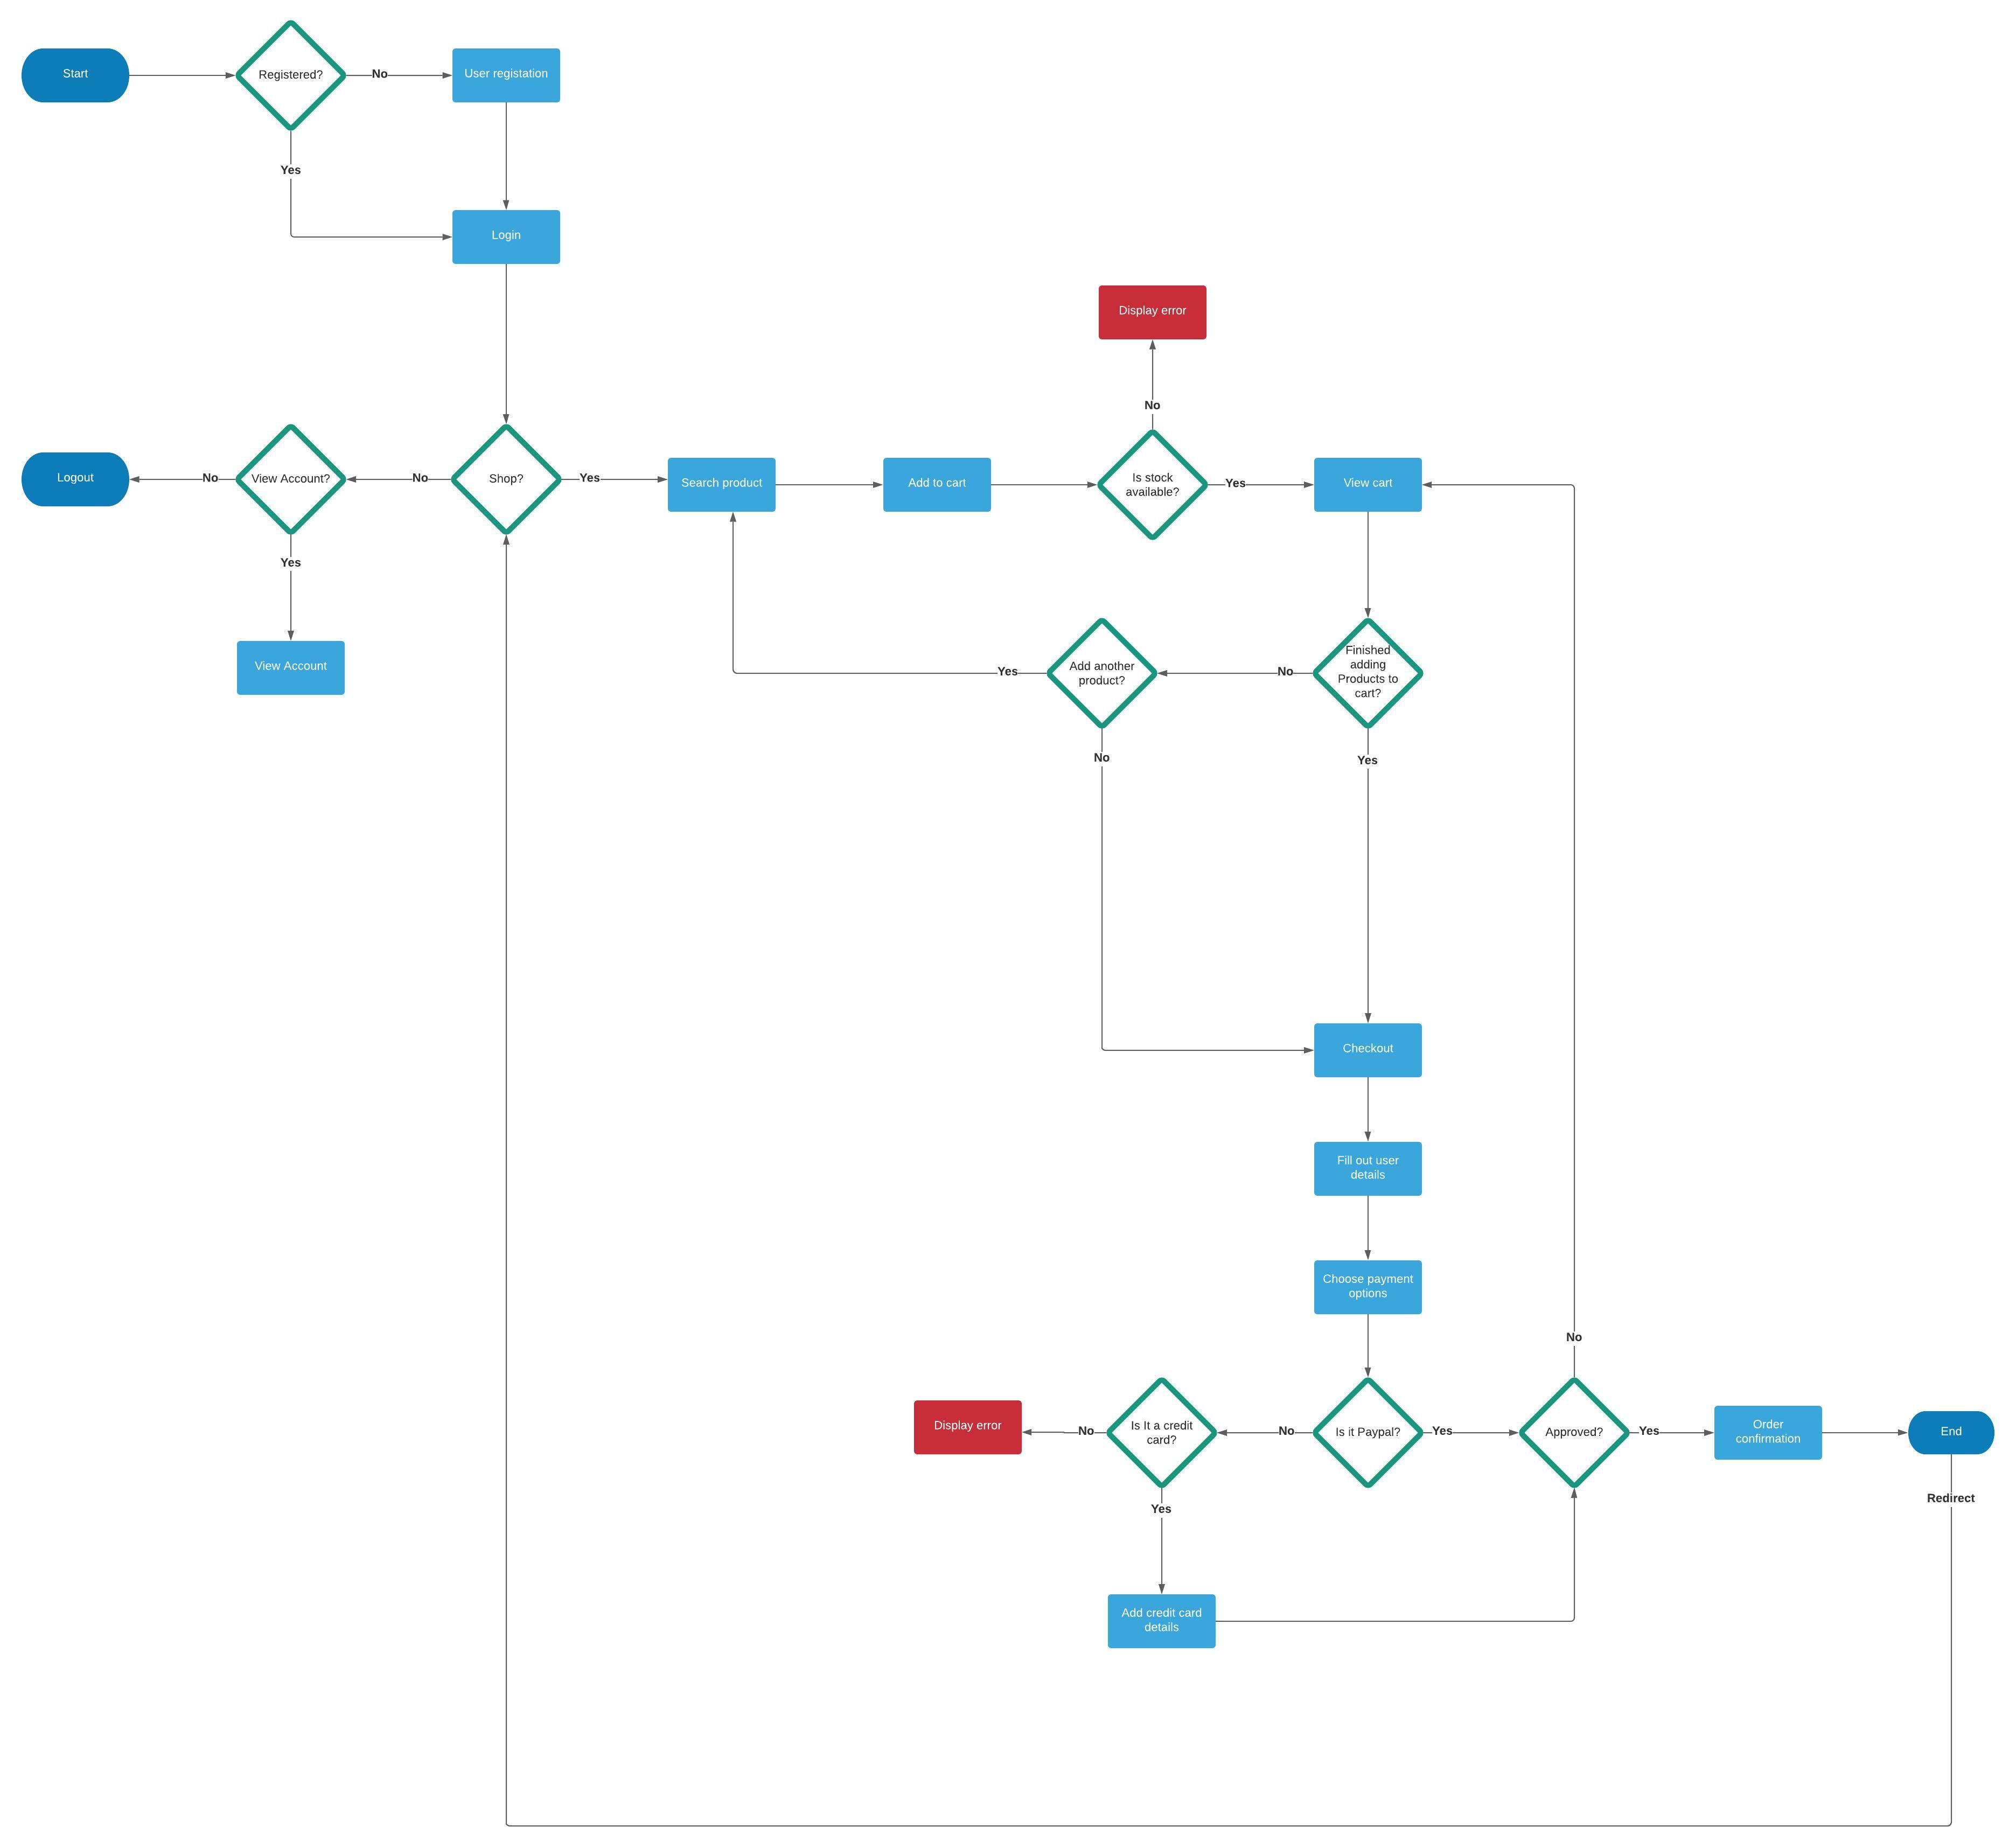 Start
Registered?
No
User registation
Yes
Login
Display error
No
Logout
No
View Account?
No
Shop?
Yes
Search product
Add to cart
Is stock
available?
Yes
View cart
Yes
View Account
Yes
Add another
product?
No
Finished
adding
Products to
cart?
No
Yes
Checkout
Fill out user
details
Choose payment
options
No
Display error
No
Is It a credit
card?
No
Is it Paypal?
Yes
Approved?
Yes
Order
confirmation
End
Redirect
Yes
Add credit card
details